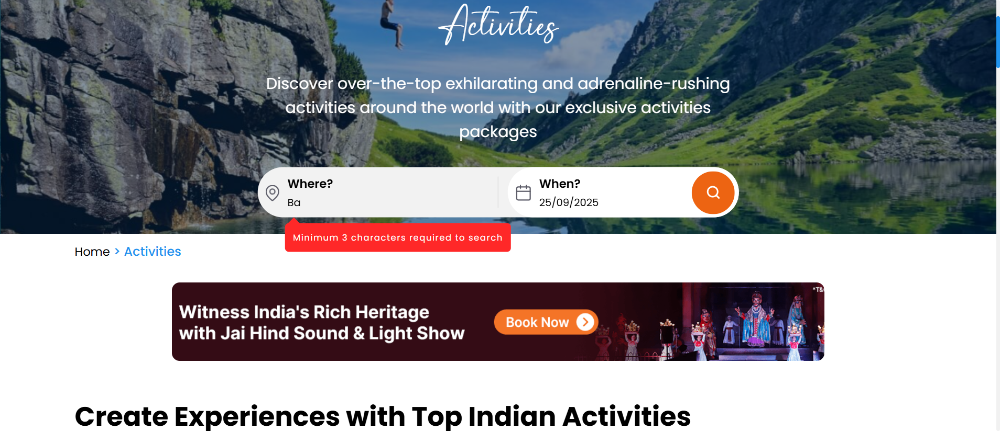 Activities
Discover over-the-top exhilarating and adrenaline-rushing
activities around the world with our exclusive activities
packages
Where?
Ba
When?
25/09/2025
Minimum 3 characters required to search
Home > Activities
*T&
Witness India's Rich Heritage
with Jai Hind Sound & Light Show
Book Now
Create Experiences with Top Indian Activities